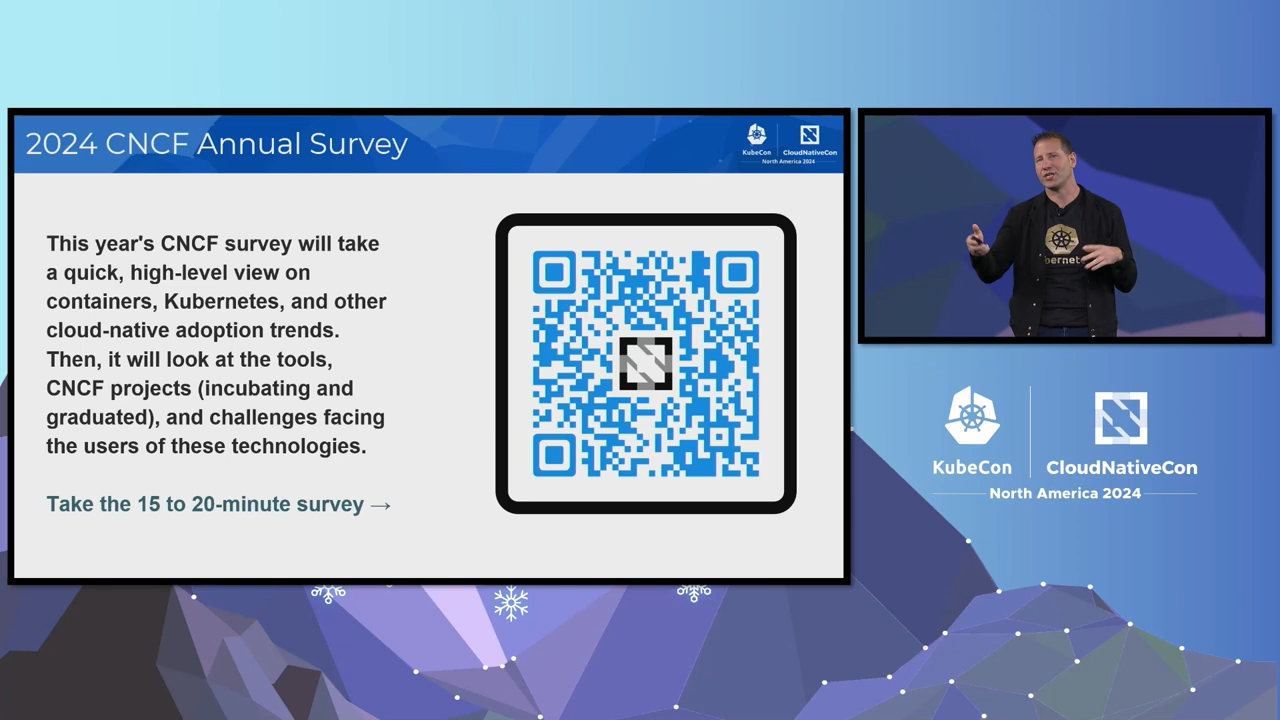 2024 CNCF Annual Survey
KubeCon
CloudNativeCon
North America 2024
This year's CNCF survey will take
a quick, high-level view on
containers, Kubernetes, and other
cloud-native adoption trends.
Then, it will look at the tools,
CNCF projects (incubating and
graduated), and challenges facing
the users of these technologies.
Take the 15 to 20-minute survey →
bernet
KubeCon
CloudNativeCon
North America 2024